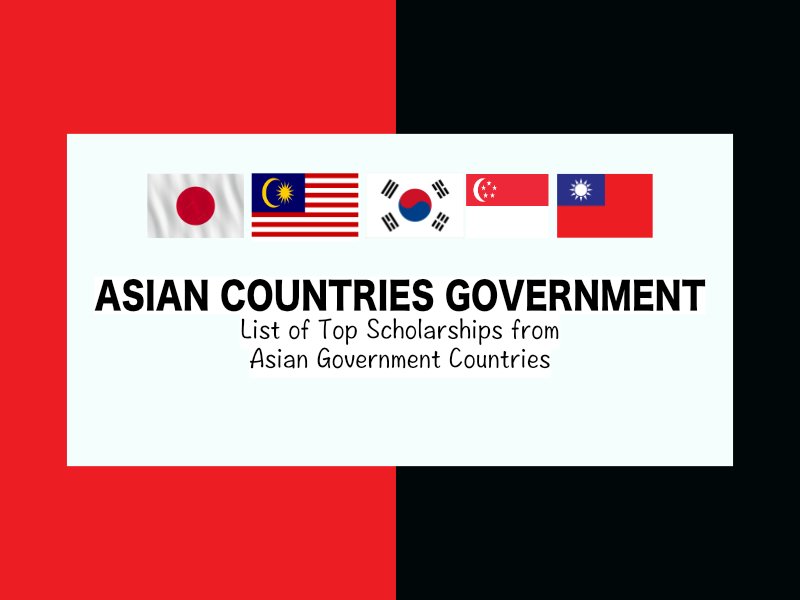 ASIAN COUNTRIES GOVERNMENT
List of Top Scholarships from
Asian Government Countries